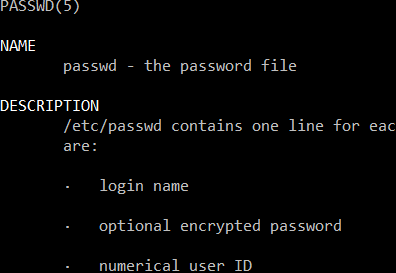 PASSWD(5)
NAME
passwd - the password file
DESCRIPTION
/etc/passwd contains one line for eac
are:
· login name
· optional encrypted password
· numerical user ID